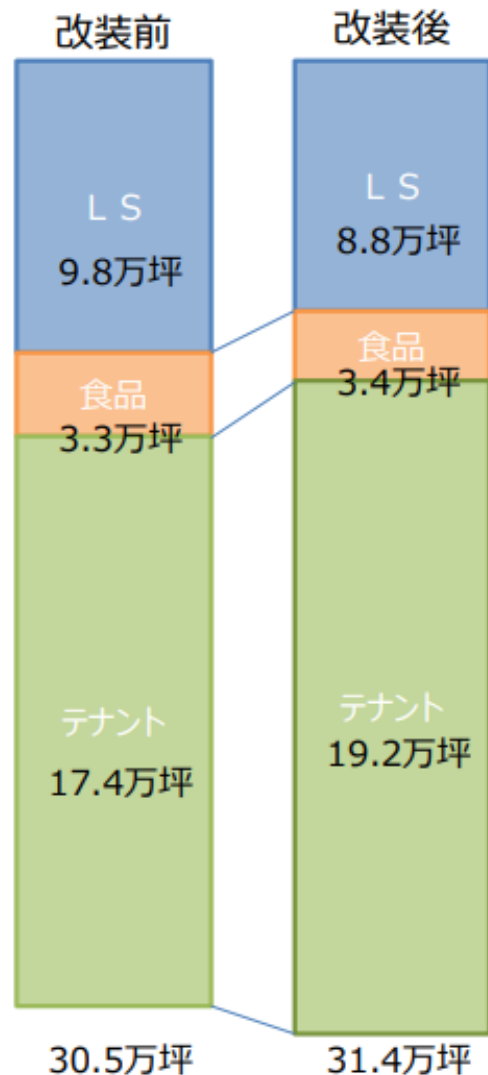 改装前
ＬＳ
9.8万坪
食品
3.3万坪
テナント
17.4万坪
30.5万坪
改装後
ＬＳ
8.8万坪
食品
3.4万坪
テナント
19.2万坪
31.4万坪